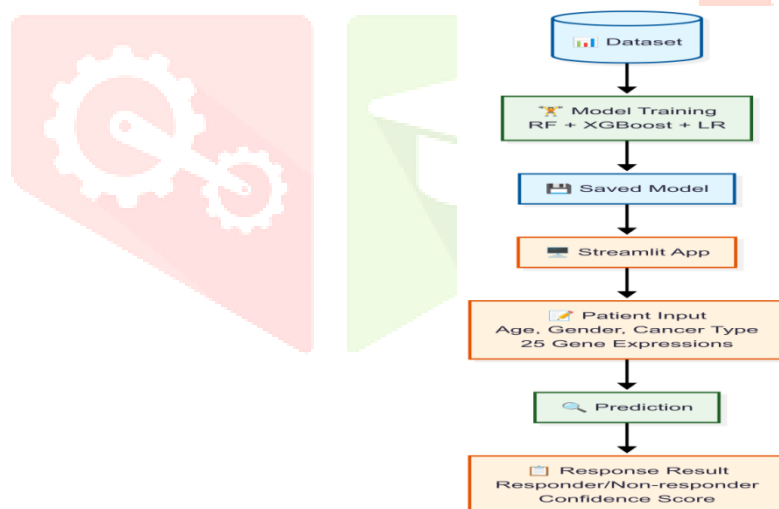 📊 Dataset
🏋️ Model Training
RF + XGBoost + LR
💾 Saved Model
🖥️ Streamlit App
📝 Patient Input
Age, Gender, Cancer Type
25 Gene Expressions
🔍 Prediction
📋 Response Result
Responder/Non-responder
Confidence Score